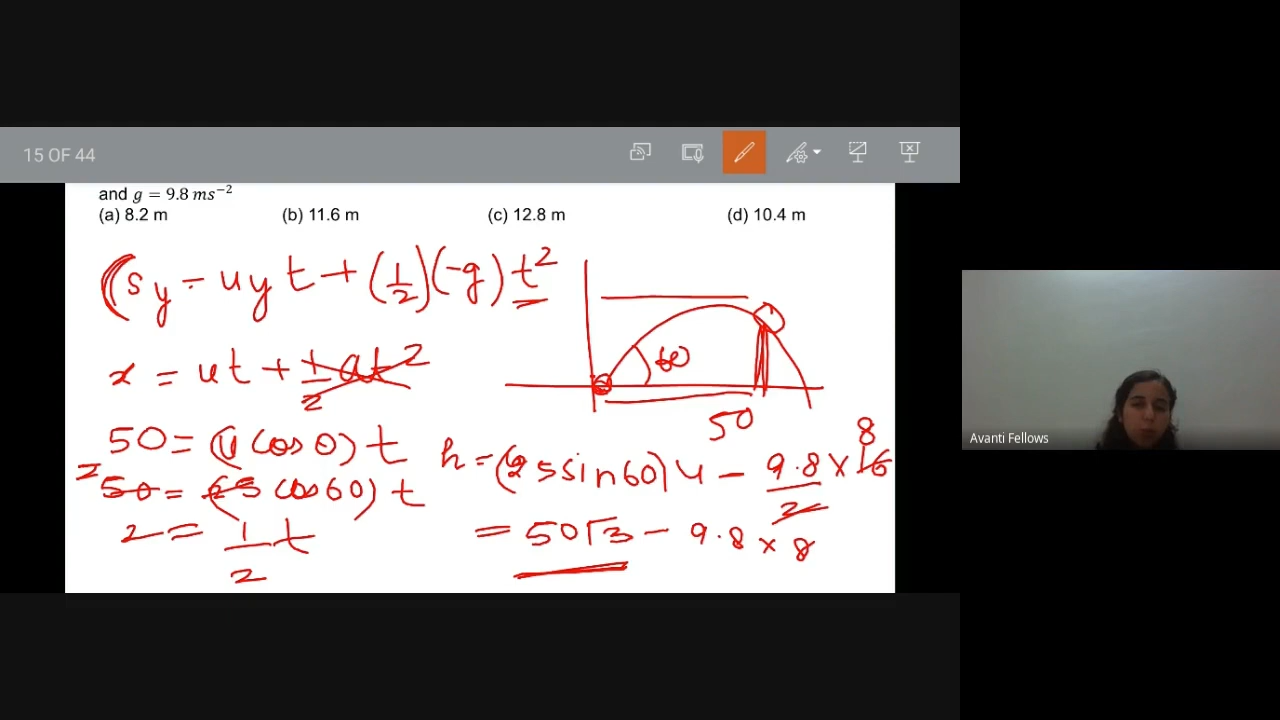 15 OF 44
and g = 9.8 ms⁻²
(a) 8.2 m (b) 11.6 m (c) 12.8 m (d) 10.4 m
(Sy = uy t + (1/2)(-g) t²
x = ut + 1/2 at²
60
50 = (u cos θ) t
50
2
50 = (25 cos 60) t
2 = 1/2 t
8
h = (25 sin 60) 4 - 9.8/2 × 16
= 50√3 - 9.8 × 8
Avanti Fellows